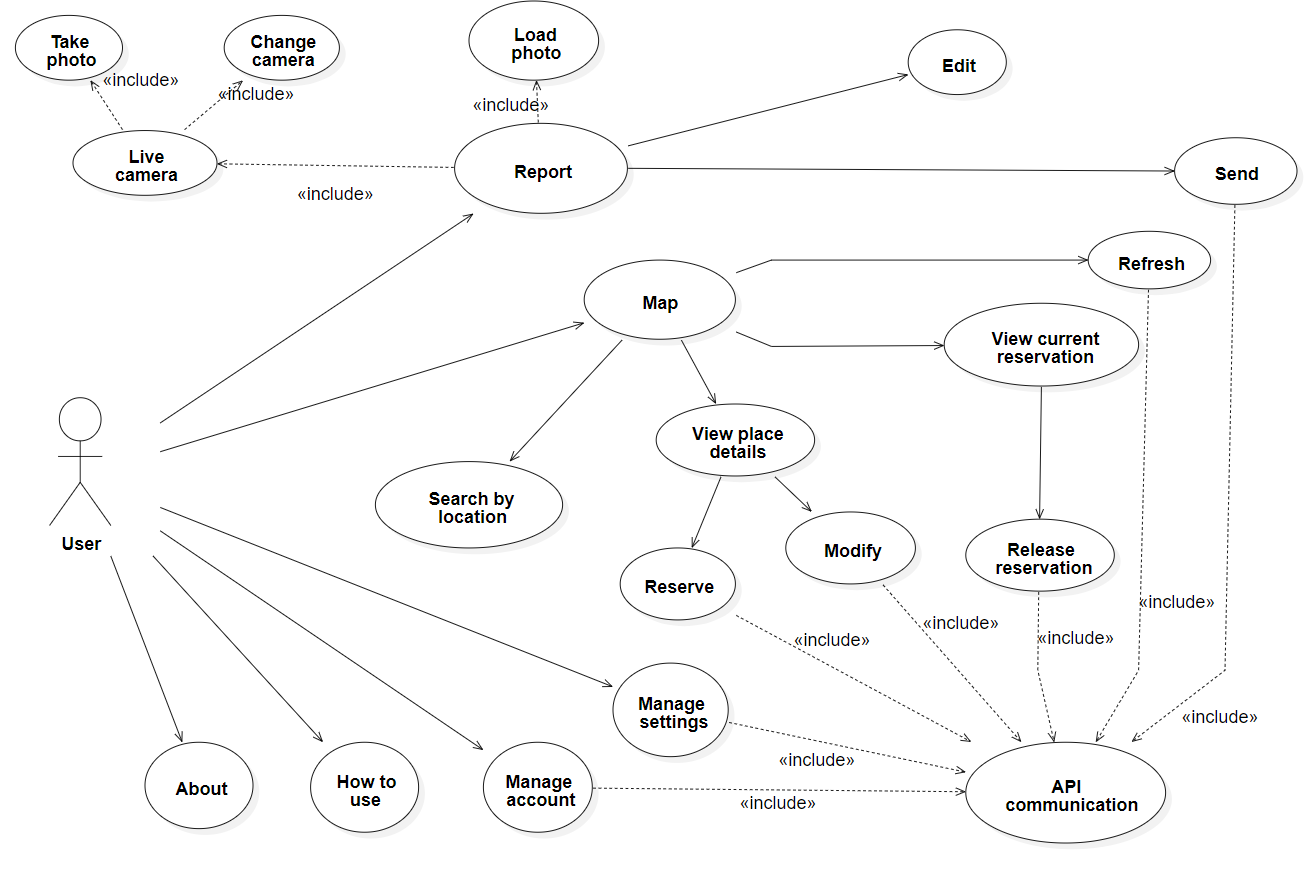 Take
photo
Change
camera
Load
photo
Edit
«include»
«include»
«include»
Live
camera
Report
Send
«include»
Refresh
Map
View current
reservation
View place
details
Search by
location
User
Modify
Release
reservation
Reserve
«include»
«include»
«include»
«include»
Manage
settings
«include»
«include»
About
How to
use
Manage
account
API
communication
«include»